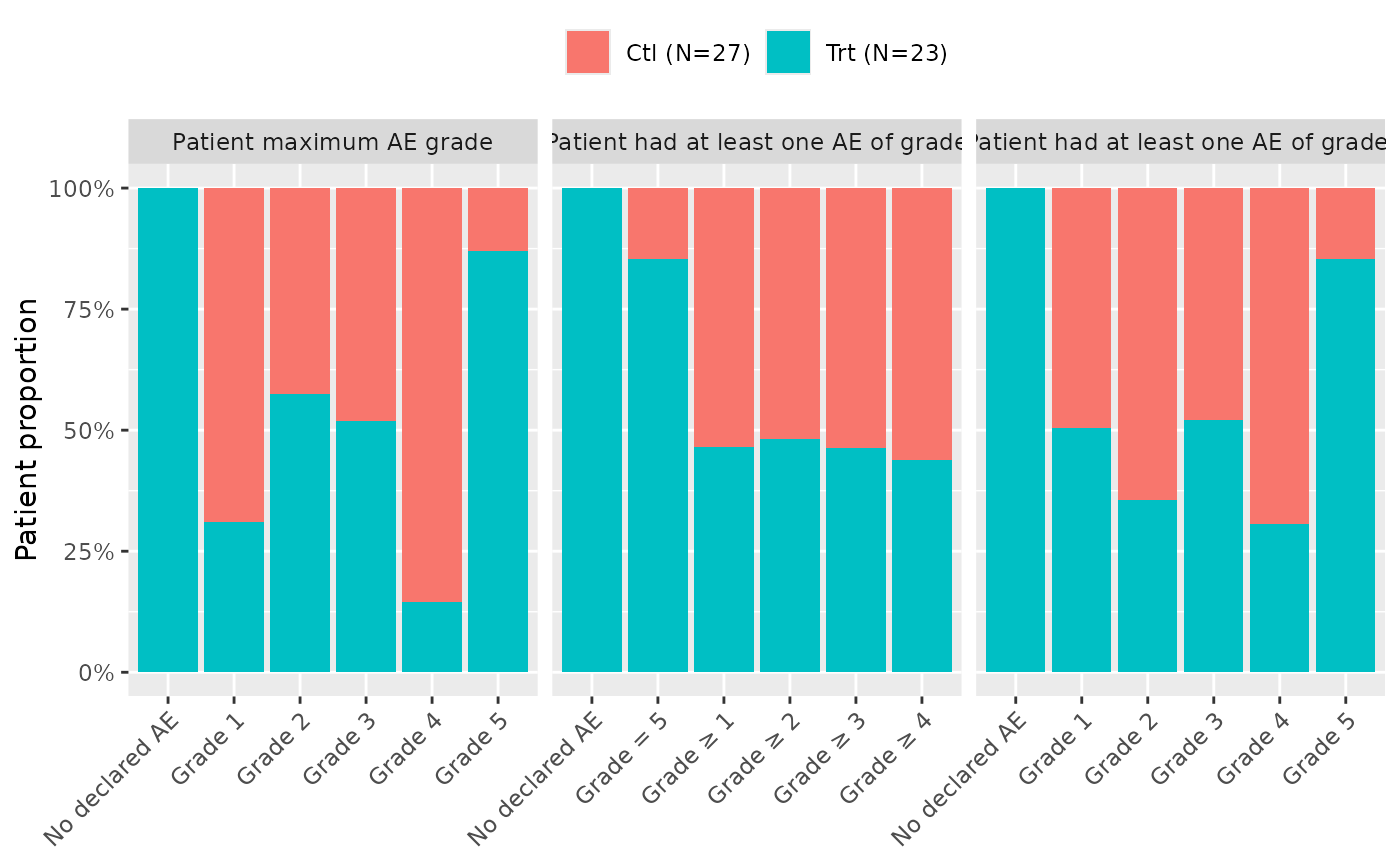 Ctl (N=27) Trt (N=23)
Patient maximum AE grade
Patient had at least one AE of grade
Patient had at least one AE of grade
Patient proportion
100%
75%
50%
25%
0%
No declared AE
Grade 1
Grade 2
Grade 3
Grade 4
Grade 5
No declared AE
Grade = 5
Grade ≥ 1
Grade ≥ 2
Grade ≥ 3
Grade ≥ 4
No declared AE
Grade 1
Grade 2
Grade 3
Grade 4
Grade 5